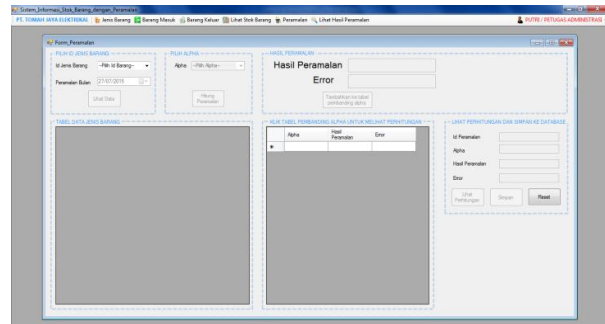 Sistem_Informasi_Stok_Barang_dengan_Peramalan
PT. TOMAH JAYA ELEKTRIKAL Jenis Barang Barang Masuk Barang Keluar Lihat Stok Barang Peramalan Lihat Hasil Peramalan PUTRI / PETUGAS ADMINISTRASI
Form_Peramalan
PILIH ID JENIS BARANG
Id Jenis Barang --Pilih Id Barang--
Peramalan Bulan 27/07/2019
Lihat Data
PILIH ALPHA
Alpha --Pilih Alpha--
Hitung
Peramalan
HASIL PERAMALAN
Hasil Peramalan
Error
Tambahkan ke tabel
pembanding alpha
TABEL DATA JENIS BARANG
KLIK TABEL PEMBANDING ALPHA UNTUK MELIHAT PERHITUNGAN
Alpha Hasil Peramalan Error
LIHAT PERHITUNGAN DAN SIMPAN KE DATABASE
Id Peramalan
Alpha
Hasil Peramalan
Error
Lihat
Perhitungan
Simpan
Reset